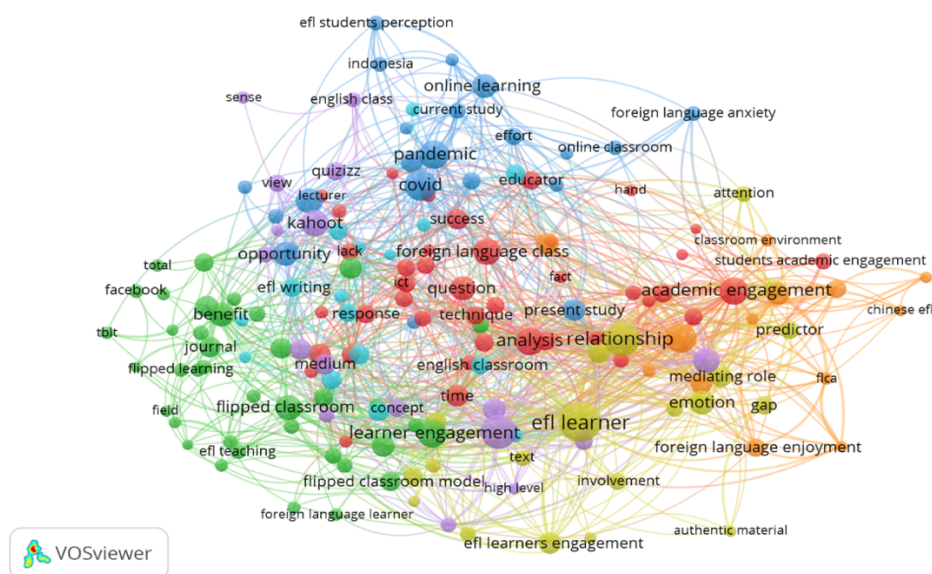 efl students perception
indonesia
online learning
sense
english class
current study
foreign language anxiety
effort
online classroom
pandemic
quizizz
educator
view
covid
hand
attention
lecturer
kahoot
success
classroom environment
opportunity
lack
foreign language class
students academic engagement
total
fact
facebook
efl writing
ict
question
academic engagement
chinese efl
benefit
response
technique
present study
tblt
predictor
journal
analysis
relationship
flipped learning
medium
english classroom
mediating role
flca
time
field
flipped classroom
concept
emotion
gap
efl learner
learner engagement
efl teaching
text
foreign language enjoyment
flipped classroom model
high level
involvement
foreign language learner
authentic material
efl learners engagement
VOSviewer